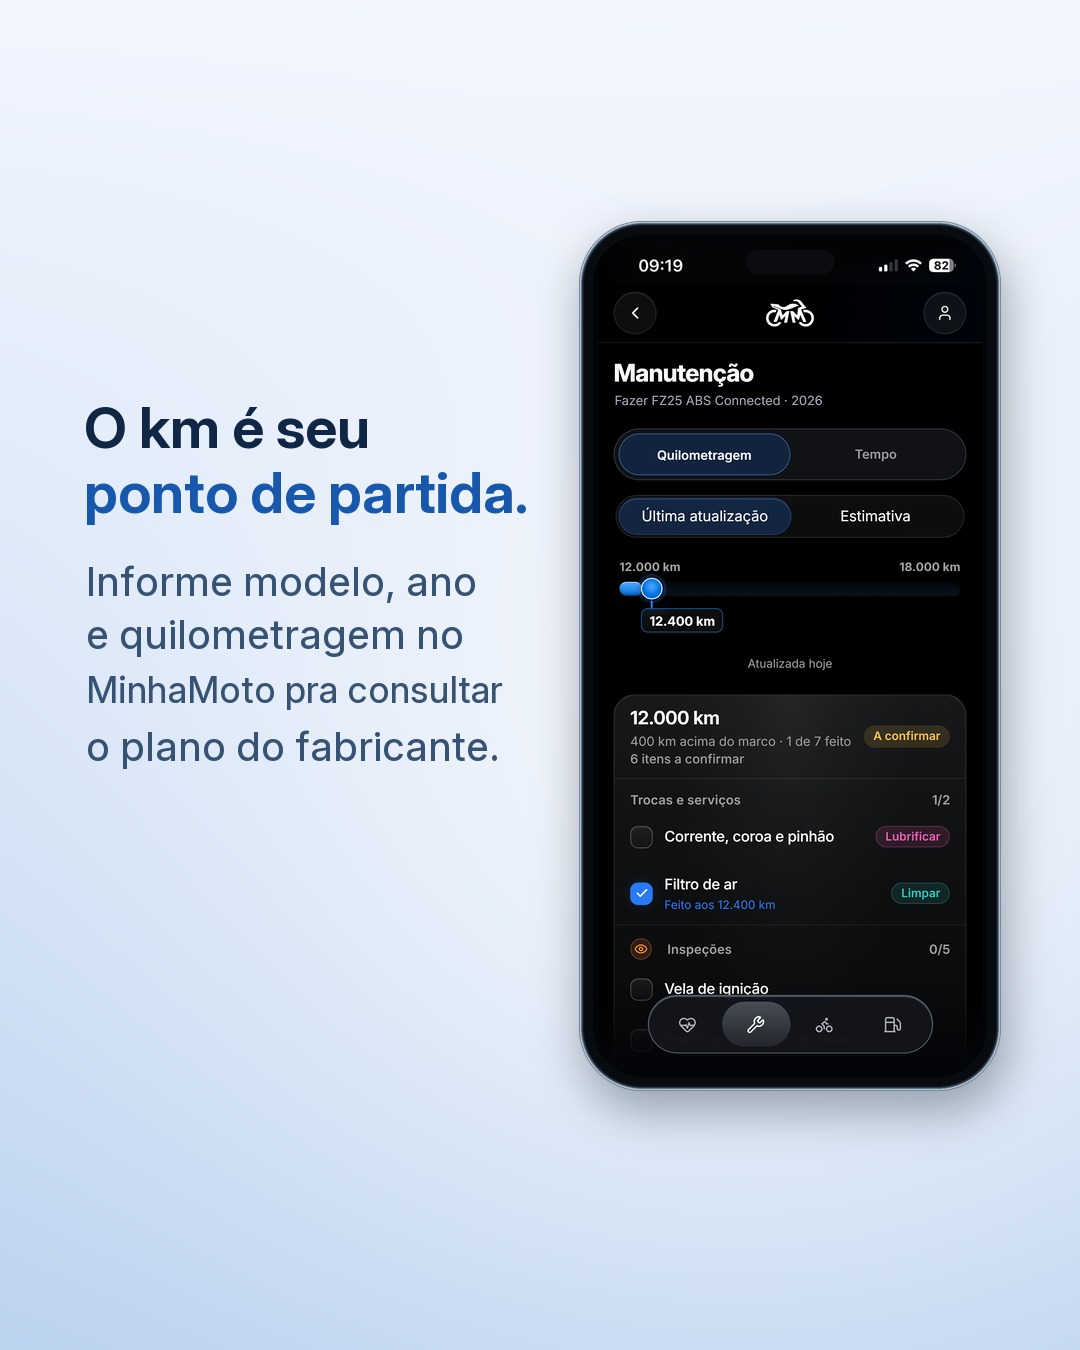 O km é seu
ponto de partida.
Informe modelo, ano
e quilometragem no
MinhaMoto pra consultar
o plano do fabricante.
09:19
82
MM
Manutenção
Fazer FZ25 ABS Connected · 2026
Quilometragem
Tempo
Última atualização
Estimativa
12.000 km
18.000 km
12.400 km
Atualizada hoje
12.000 km
400 km acima do marco · 1 de 7 feito
6 itens a confirmar
A confirmar
Trocas e serviços
1/2
Corrente, coroa e pinhão
Lubrificar
Filtro de ar
Feito aos 12.400 km
Limpar
Inspeções
0/5
Vela de ignição